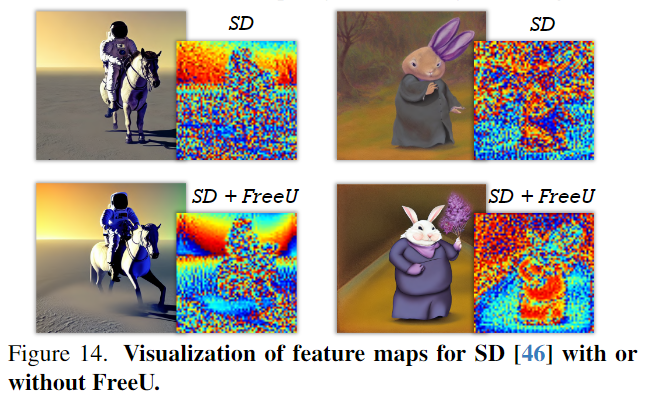 SD
SD
SD + FreeU
SD + FreeU
Figure 14. Visualization of feature maps for SD [46] with or
without FreeU.